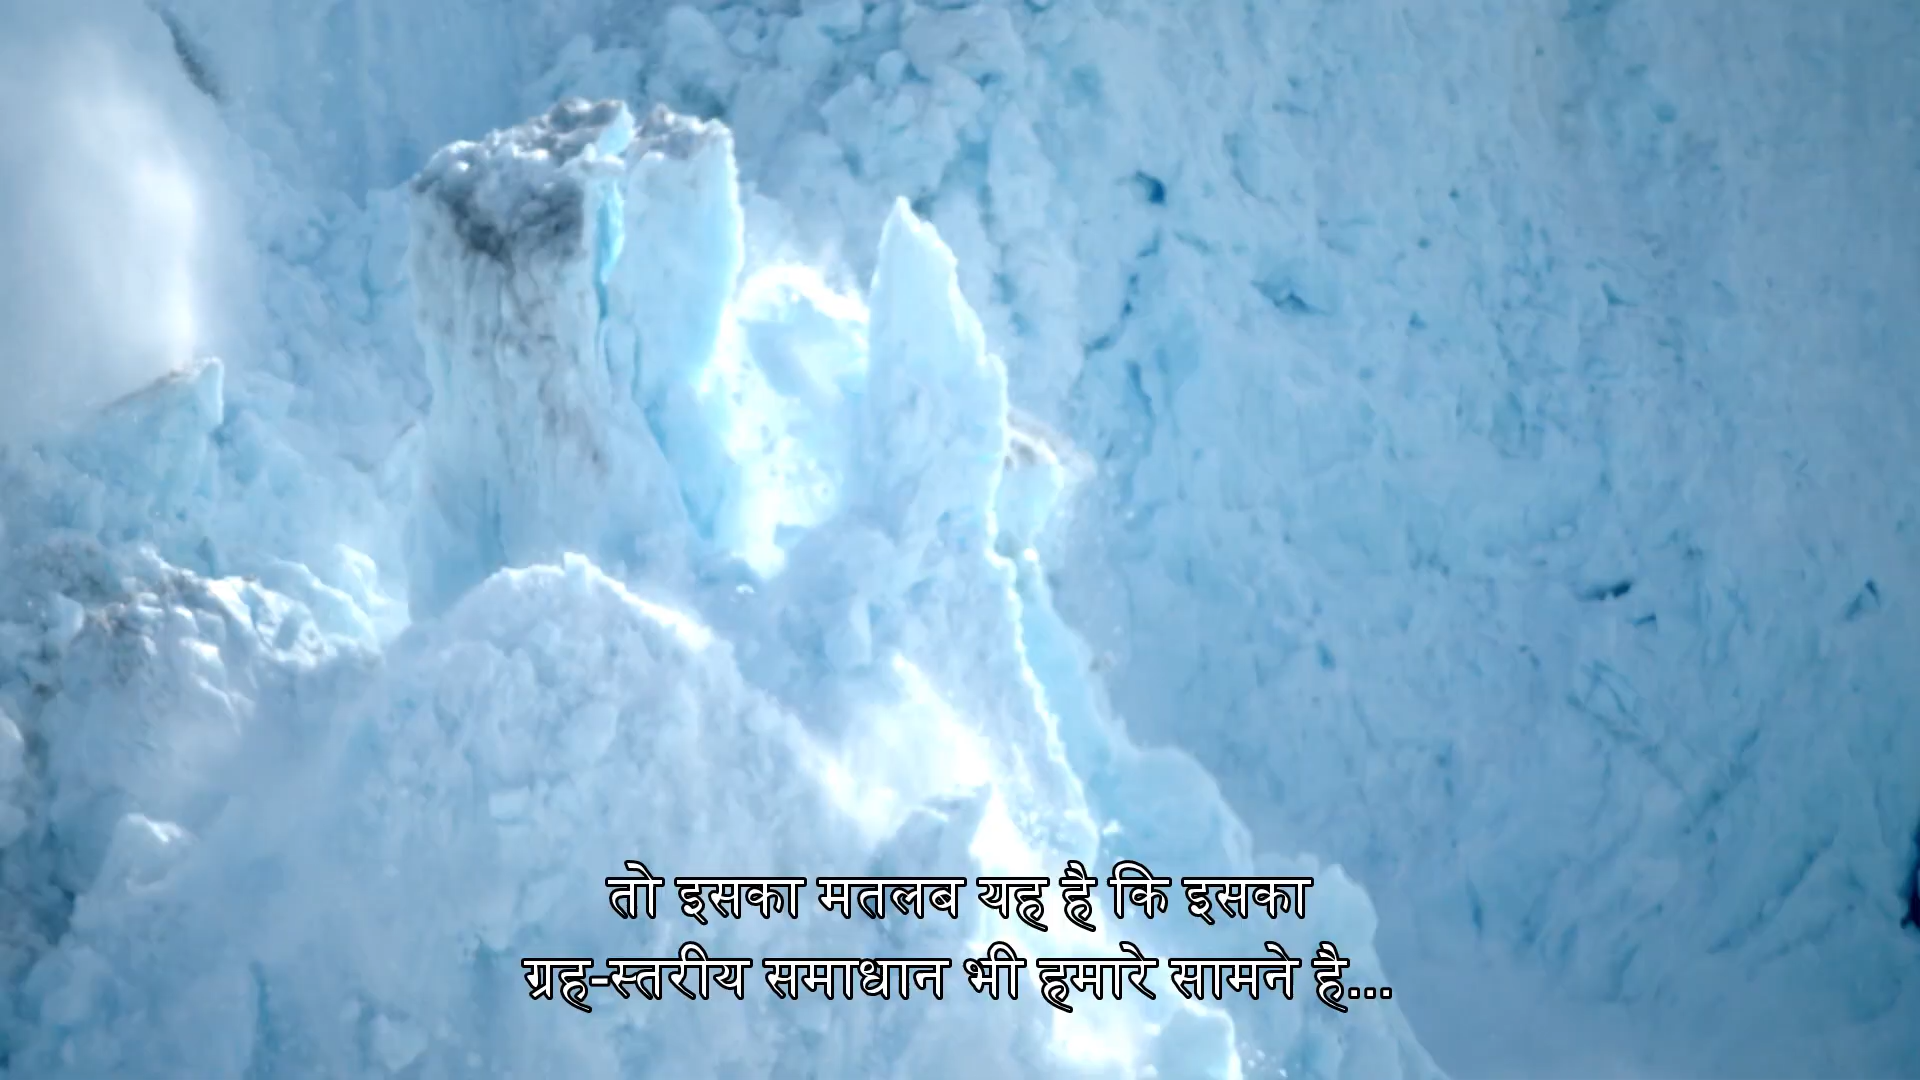 तो इसका मतलब यह है कि इसका
ग्रह-स्तरीय समाधान भी हमारे सामने है...